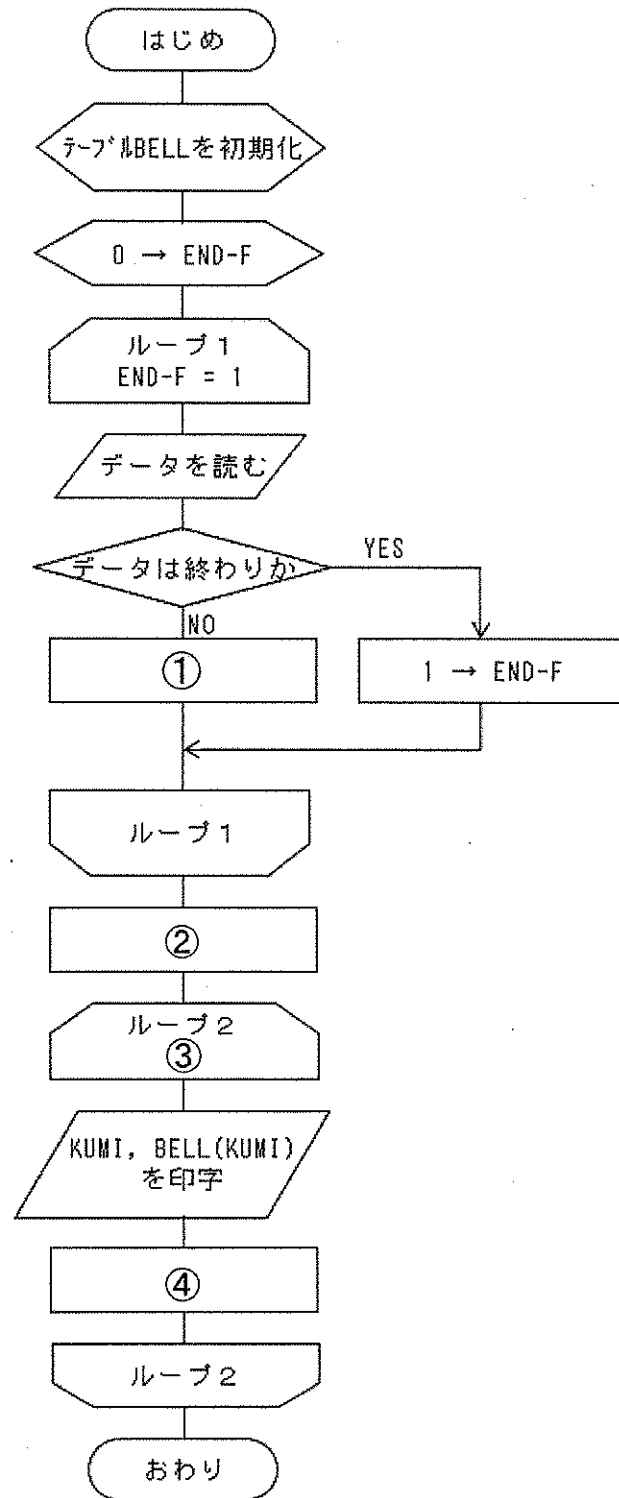 はじめ
テーブルBELLを初期化
0 → END-F
ループ1
END-F = 1
データを読む
データは終わりか
YES
NO
①
1 → END-F
ループ1
②
ループ2
③
KUMI, BELL(KUMI)
を印字
④
ループ2
おわり